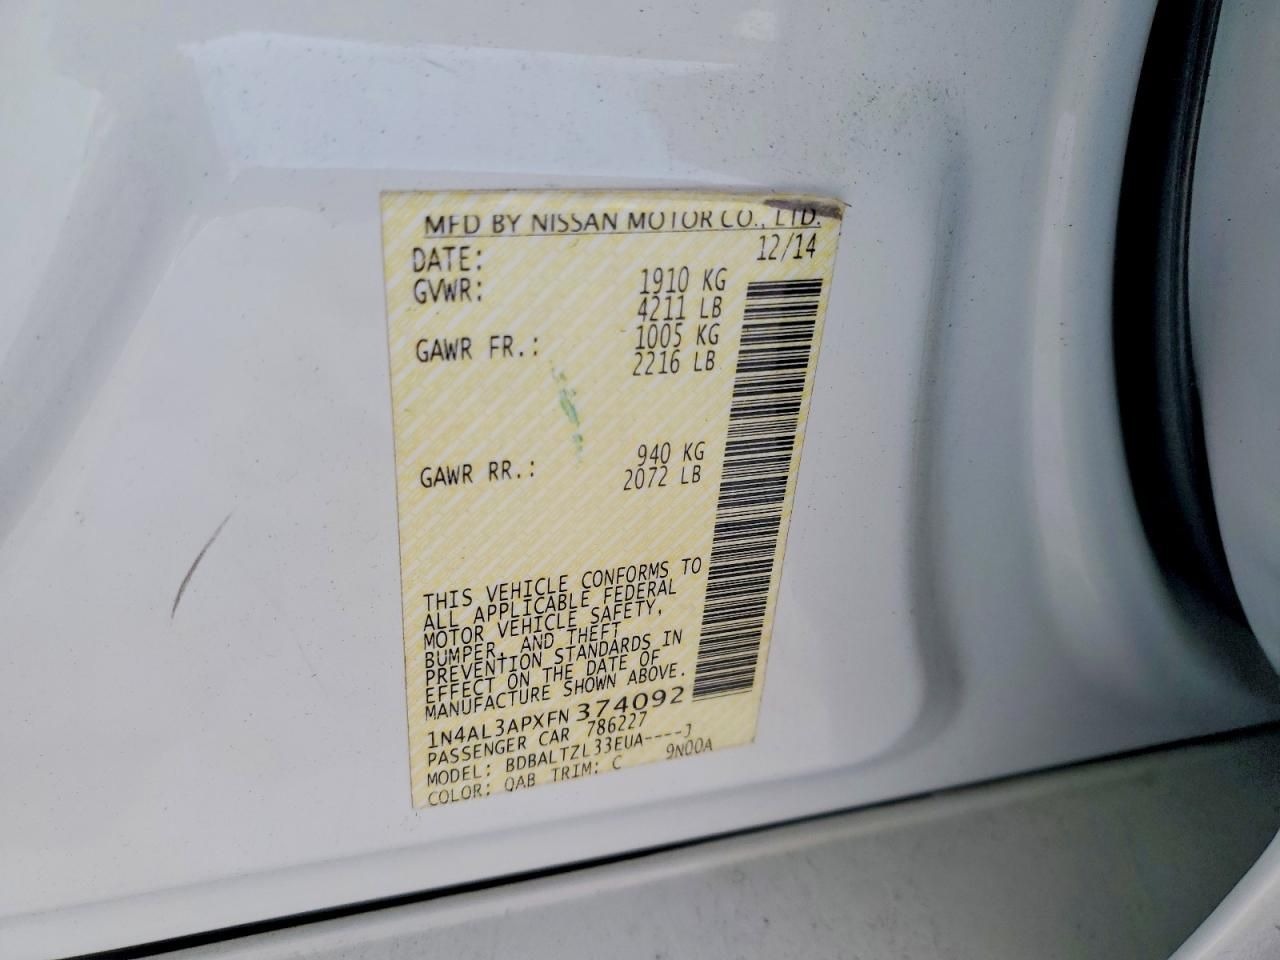 MFD BY NISSAN MOTOR CO., LTD.
DATE: 12/14
GVWR: 1910 KG
4211 LB
GAWR FR.: 1005 KG
2216 LB
GAWR RR.: 940 KG
2072 LB
THIS VEHICLE CONFORMS TO
ALL APPLICABLE FEDERAL
MOTOR VEHICLE SAFETY,
BUMPER, AND THEFT
PREVENTION STANDARDS IN
EFFECT ON THE DATE OF
MANUFACTURE SHOWN ABOVE.
1N4AL3APXFN374092
PASSENGER CAR 786227
MODEL: BDBALTZL33EUA----J
COLOR: QAB TRIM: C 9N00A